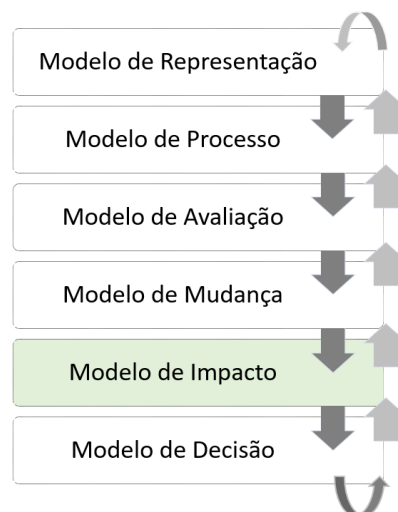 Modelo de Representação
Modelo de Processo
Modelo de Avaliação
Modelo de Mudança
Modelo de Impacto
Modelo de Decisão